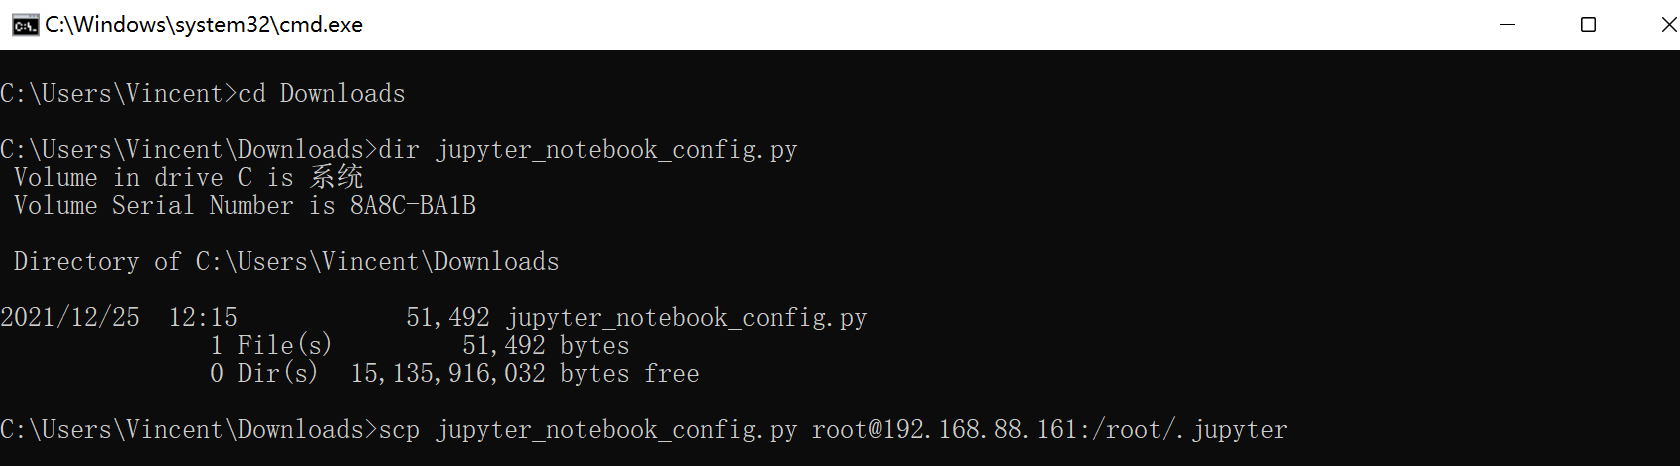 C:\Windows\system32\cmd.exe
C:\Users\Vincent>cd Downloads
C:\Users\Vincent\Downloads>dir jupyter_notebook_config.py
Volume in drive C is 系统
Volume Serial Number is 8A8C-BA1B
Directory of C:\Users\Vincent\Downloads
2021/12/25  12:15            51,492 jupyter_notebook_config.py
1 File(s)         51,492 bytes
0 Dir(s)  15,135,916,032 bytes free
C:\Users\Vincent\Downloads>scp jupyter_notebook_config.py root@192.168.88.161:/root/.jupyter